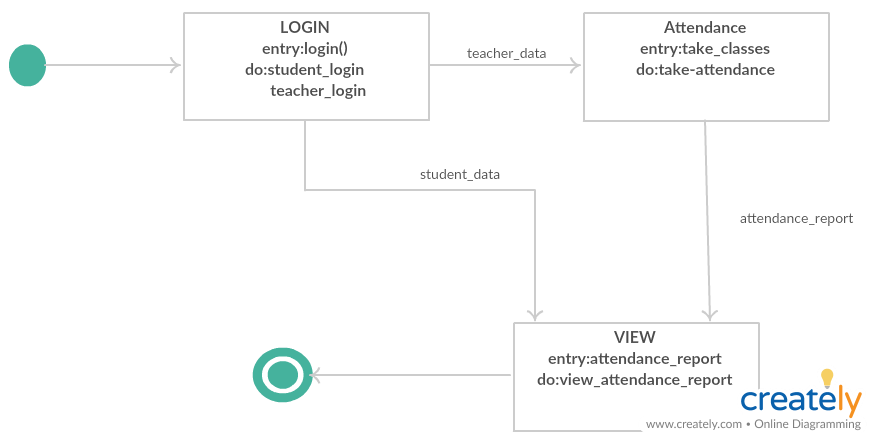 LOGIN
entry:login()
do:student_login
teacher_login
teacher_data
Attendance
entry:take_classes
do:take-attendance
student_data
attendance_report
VIEW
entry:attendance_report
do:view_attendance_report
creately
www.creately.com • Online Diagramming